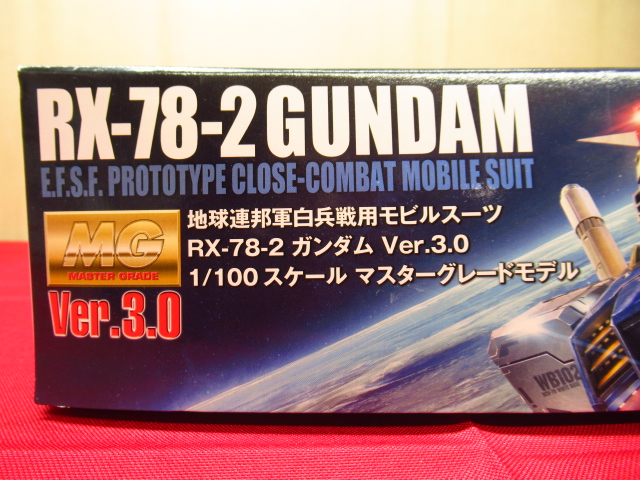 RX-78-2 GUNDAM
E.F.S.F. PROTOTYPE CLOSE-COMBAT MOBILE SUIT
MG
MASTER GRADE
Ver.3.0
地球連邦軍白兵戦用モビルスーツ
RX-78-2 ガンダム Ver.3.0
1/100 スケール マスターグレードモデル
WB102